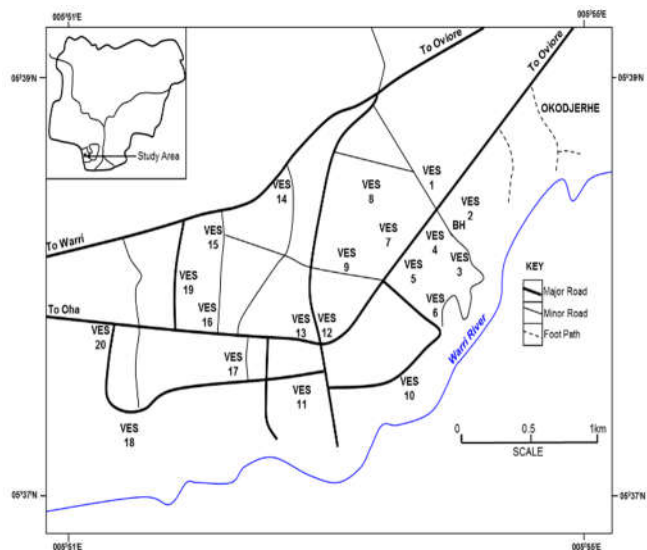 005°51'E
005°55'E
05°39'N
05°39'N
To Oviore
To Oviore
OKODJERHE
Study Area
VES
1
VES
14
VES
8
VES
2
BH
VES
15
VES
7
VES
4
To Warri
VES
9
VES
5
VES
3
KEY
VES
19
Major Road
To Oha
VES
16
VES
13
VES
12
VES
6
Minor Road
Foot Path
VES
20
VES
17
Warri River
VES
11
VES
10
VES
18
0
0.5
1km
SCALE
05°37'N
05°37'N
005°51'E
005°55'E